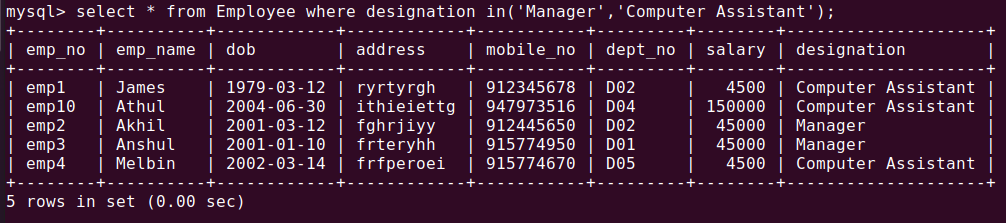 mysql> select * from Employee where designation in('Manager','Computer Assistant');
+--------+----------+------------+------------+-----------+---------+--------+--------------------+
| emp_no | emp_name | dob        | address    | mobile_no | dept_no | salary | designation        |
+--------+----------+------------+------------+-----------+---------+--------+--------------------+
| emp1   | James    | 1979-03-12 | ryrtyrgh   | 912345678 | D02     |   4500 | Computer Assistant |
| emp10  | Athul    | 2004-06-30 | ithieiettg | 947973516 | D04     | 150000 | Computer Assistant |
| emp2   | Akhil    | 2001-03-12 | fghrjiyy   | 912445650 | D02     |  45000 | Manager            |
| emp3   | Anshul   | 2001-01-10 | frteryhh   | 915774950 | D01     |  45000 | Manager            |
| emp4   | Melbin   | 2002-03-14 | frfperoei  | 915774670 | D05     |   4500 | Computer Assistant |
+--------+----------+------------+------------+-----------+---------+--------+--------------------+
5 rows in set (0.00 sec)